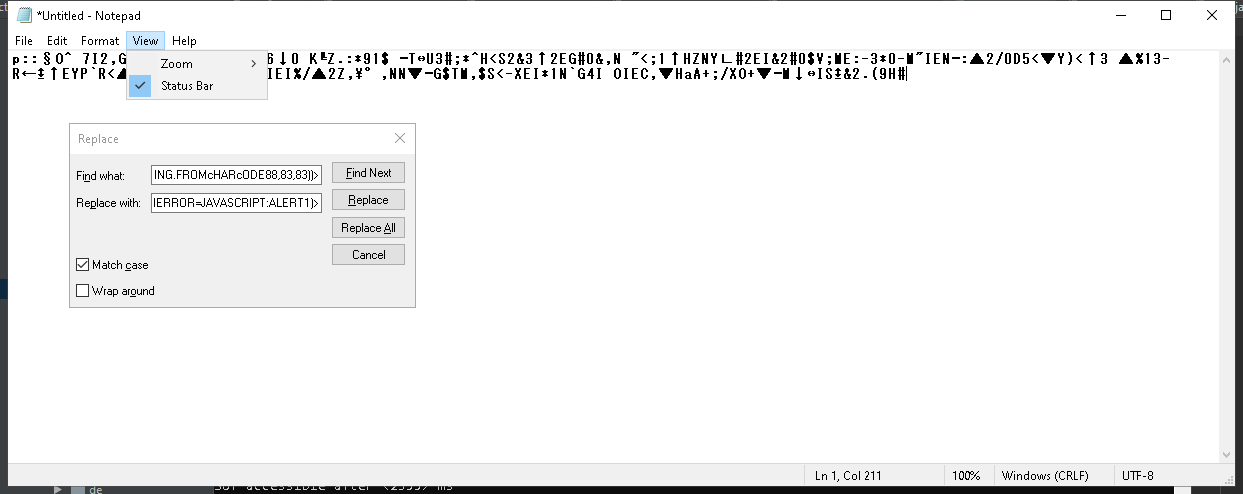 *Untitled - Notepad
File Edit Format View Help
p::§O^ 7I2,G 6↓O K╚Z.:*91$ -T↔U3#;*^H<S2&3↑2EG#O&,N "<;1↑HZNY∟#2EI&2#O$V;ME:-3*O-M"IEN-:▲2/OD5<▼Y)<↑3 ▲%13-
R←±↑EYP`R<▲ IEI%/▲2Z,¥° ,NN▼-G$TM,$S<-XEI*1N`G4I OIEC,▼HaA+;/XO+▼-M↓↔IS±&2.(9H#
Zoom
Status Bar
Replace
Find what: ING.FROMcHARcODE88,83,83))>
Find Next
Replace with: IERROR=JAVASCRIPT:ALERT1)>
Replace
Replace All
Cancel
Match case
Wrap around
Ln 1, Col 211
100%
Windows (CRLF)
UTF-8
de